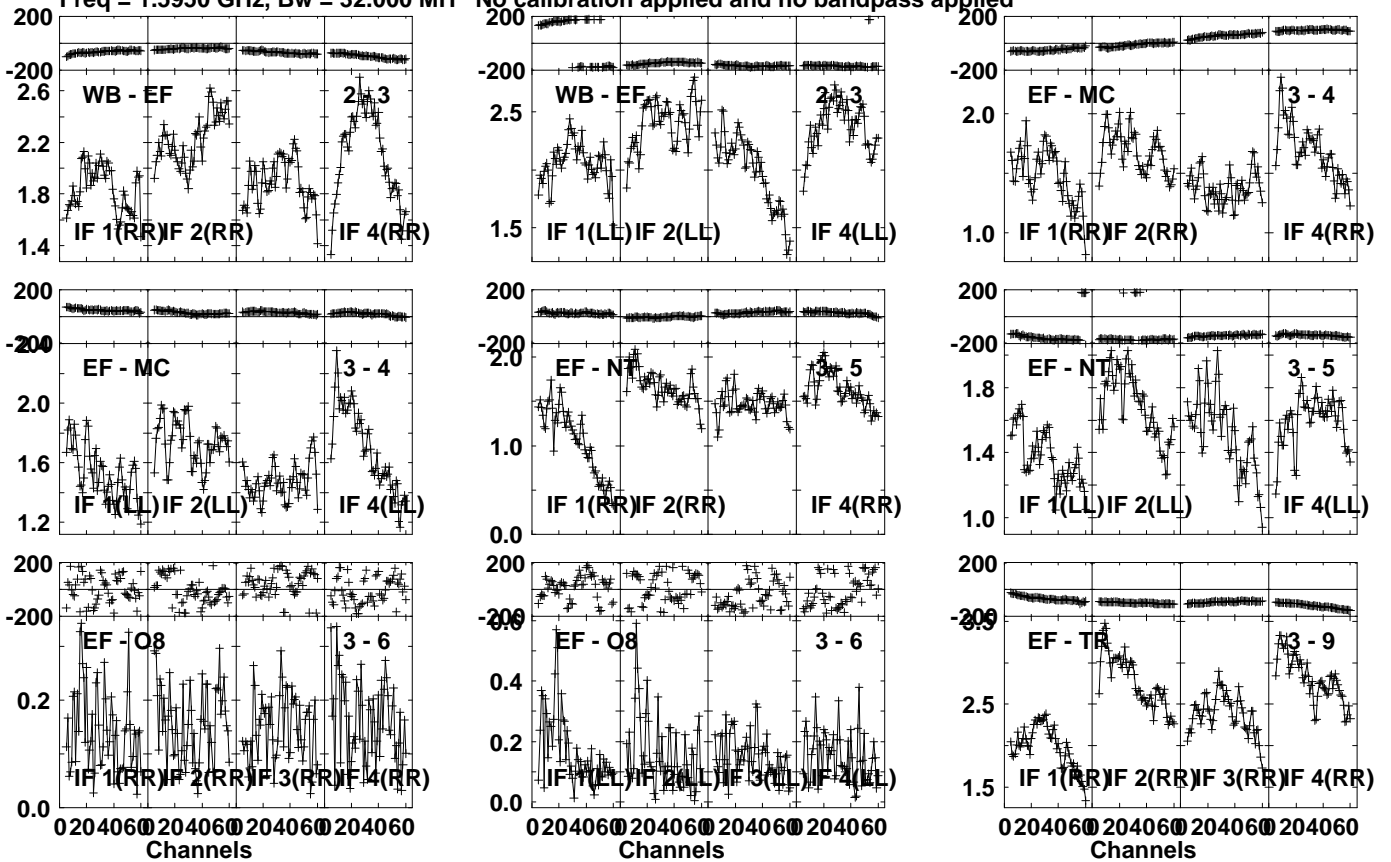 Freq = 1.5950 GHz, Bw = 32.000 MH No calibration applied and no bandpass applied
200
-200
2.6
2.2
1.8
1.4
WB - EF
2 - 3
IF 1(RR)
IF 2(RR)
IF 4(RR)
200
-200
2.5
1.5
WB - EF
2 - 3
IF 1(LL)
IF 2(LL)
IF 4(LL)
200
-200
2.0
1.0
EF - MC
3 - 4
IF 1(RR)
IF 2(RR)
IF 4(RR)
200
-200
2.4
2.0
1.6
1.2
EF - MC
3 - 4
IF 1(LL)
IF 2(LL)
IF 4(LL)
200
-200
2.0
1.0
0.0
EF - NT
3 - 5
IF 1(RR)
IF 2(RR)
IF 4(RR)
200
-200
1.8
1.4
1.0
EF - NT
3 - 5
IF 1(LL)
IF 2(LL)
IF 4(LL)
200
-200
0.2
0.0
EF - O8
3 - 6
IF 1(RR)
IF 2(RR)
IF 3(RR)
IF 4(RR)
0 20 40 60 0 20 40 60 0 20 40 60 0 20 40 60
Channels
200
-200
0.6
0.4
0.2
0.0
EF - O8
3 - 6
IF 1(LL)
IF 2(LL)
IF 3(LL)
IF 4(LL)
0 20 40 60 0 20 40 60 0 20 40 60 0 20 40 60
Channels
200
-200
3.5
2.5
1.5
EF - TR
3 - 9
IF 1(RR)
IF 2(RR)
IF 3(RR)
IF 4(RR)
0 20 40 60 0 20 40 60 0 20 40 60 0 20 40 60
Channels